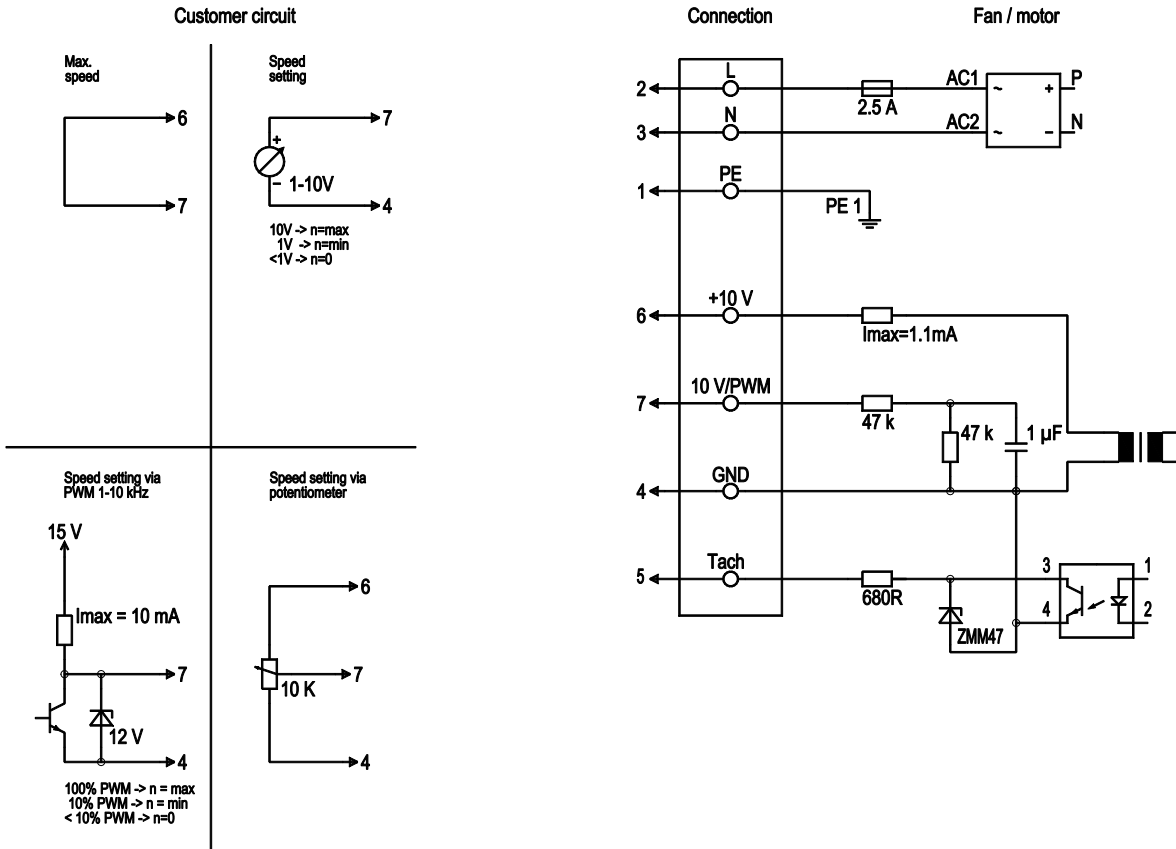 Customer circuit
Connection
Fan / motor
Max.
speed
6
7
Speed
setting
7
+
– 1-10V
4
10V -> n=max
1V -> n=min
<1V -> n=0
Speed setting via
PWM 1-10 kHz
15 V
Imax = 10 mA
7
12 V
4
100% PWM -> n = max
10% PWM -> n = min
< 10% PWM -> n=0
Speed setting via
potentiometer
6
7
10 K
4
2 L 2.5 A AC1 ~ + P
3 N AC2 ~ – N
1 PE PE 1
6 +10 V Imax=1.1mA
7 10 V/PWM 47 k
47 k 1 µF
4 GND
5 Tach 680R 3 1
4 2
ZMM47